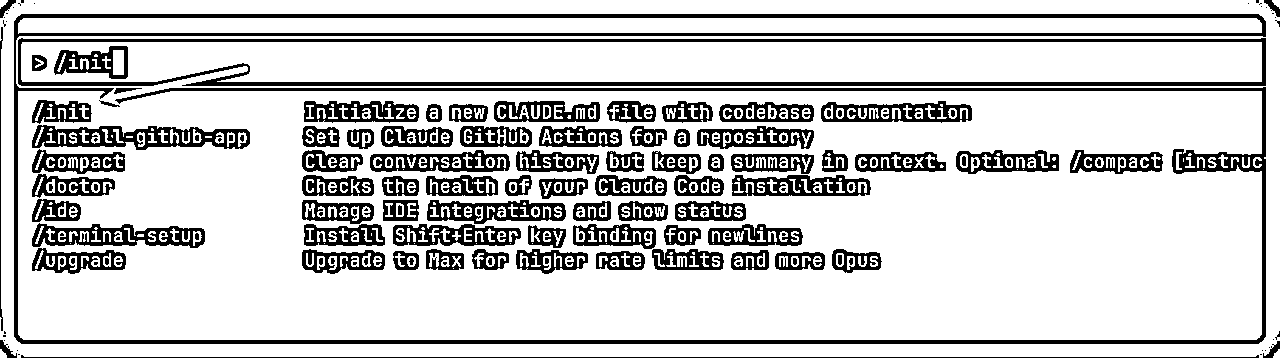 > /init
/init Initialize a new CLAUDE.md file with codebase documentation
/install-github-app Set up Claude GitHub Actions for a repository
/compact Clear conversation history but keep a summary in context. Optional: /compact [instruc
/doctor Checks the health of your Claude Code installation
/ide Manage IDE integrations and show status
/terminal-setup Install Shift+Enter key binding for newlines
/upgrade Upgrade to Max for higher rate limits and more Opus